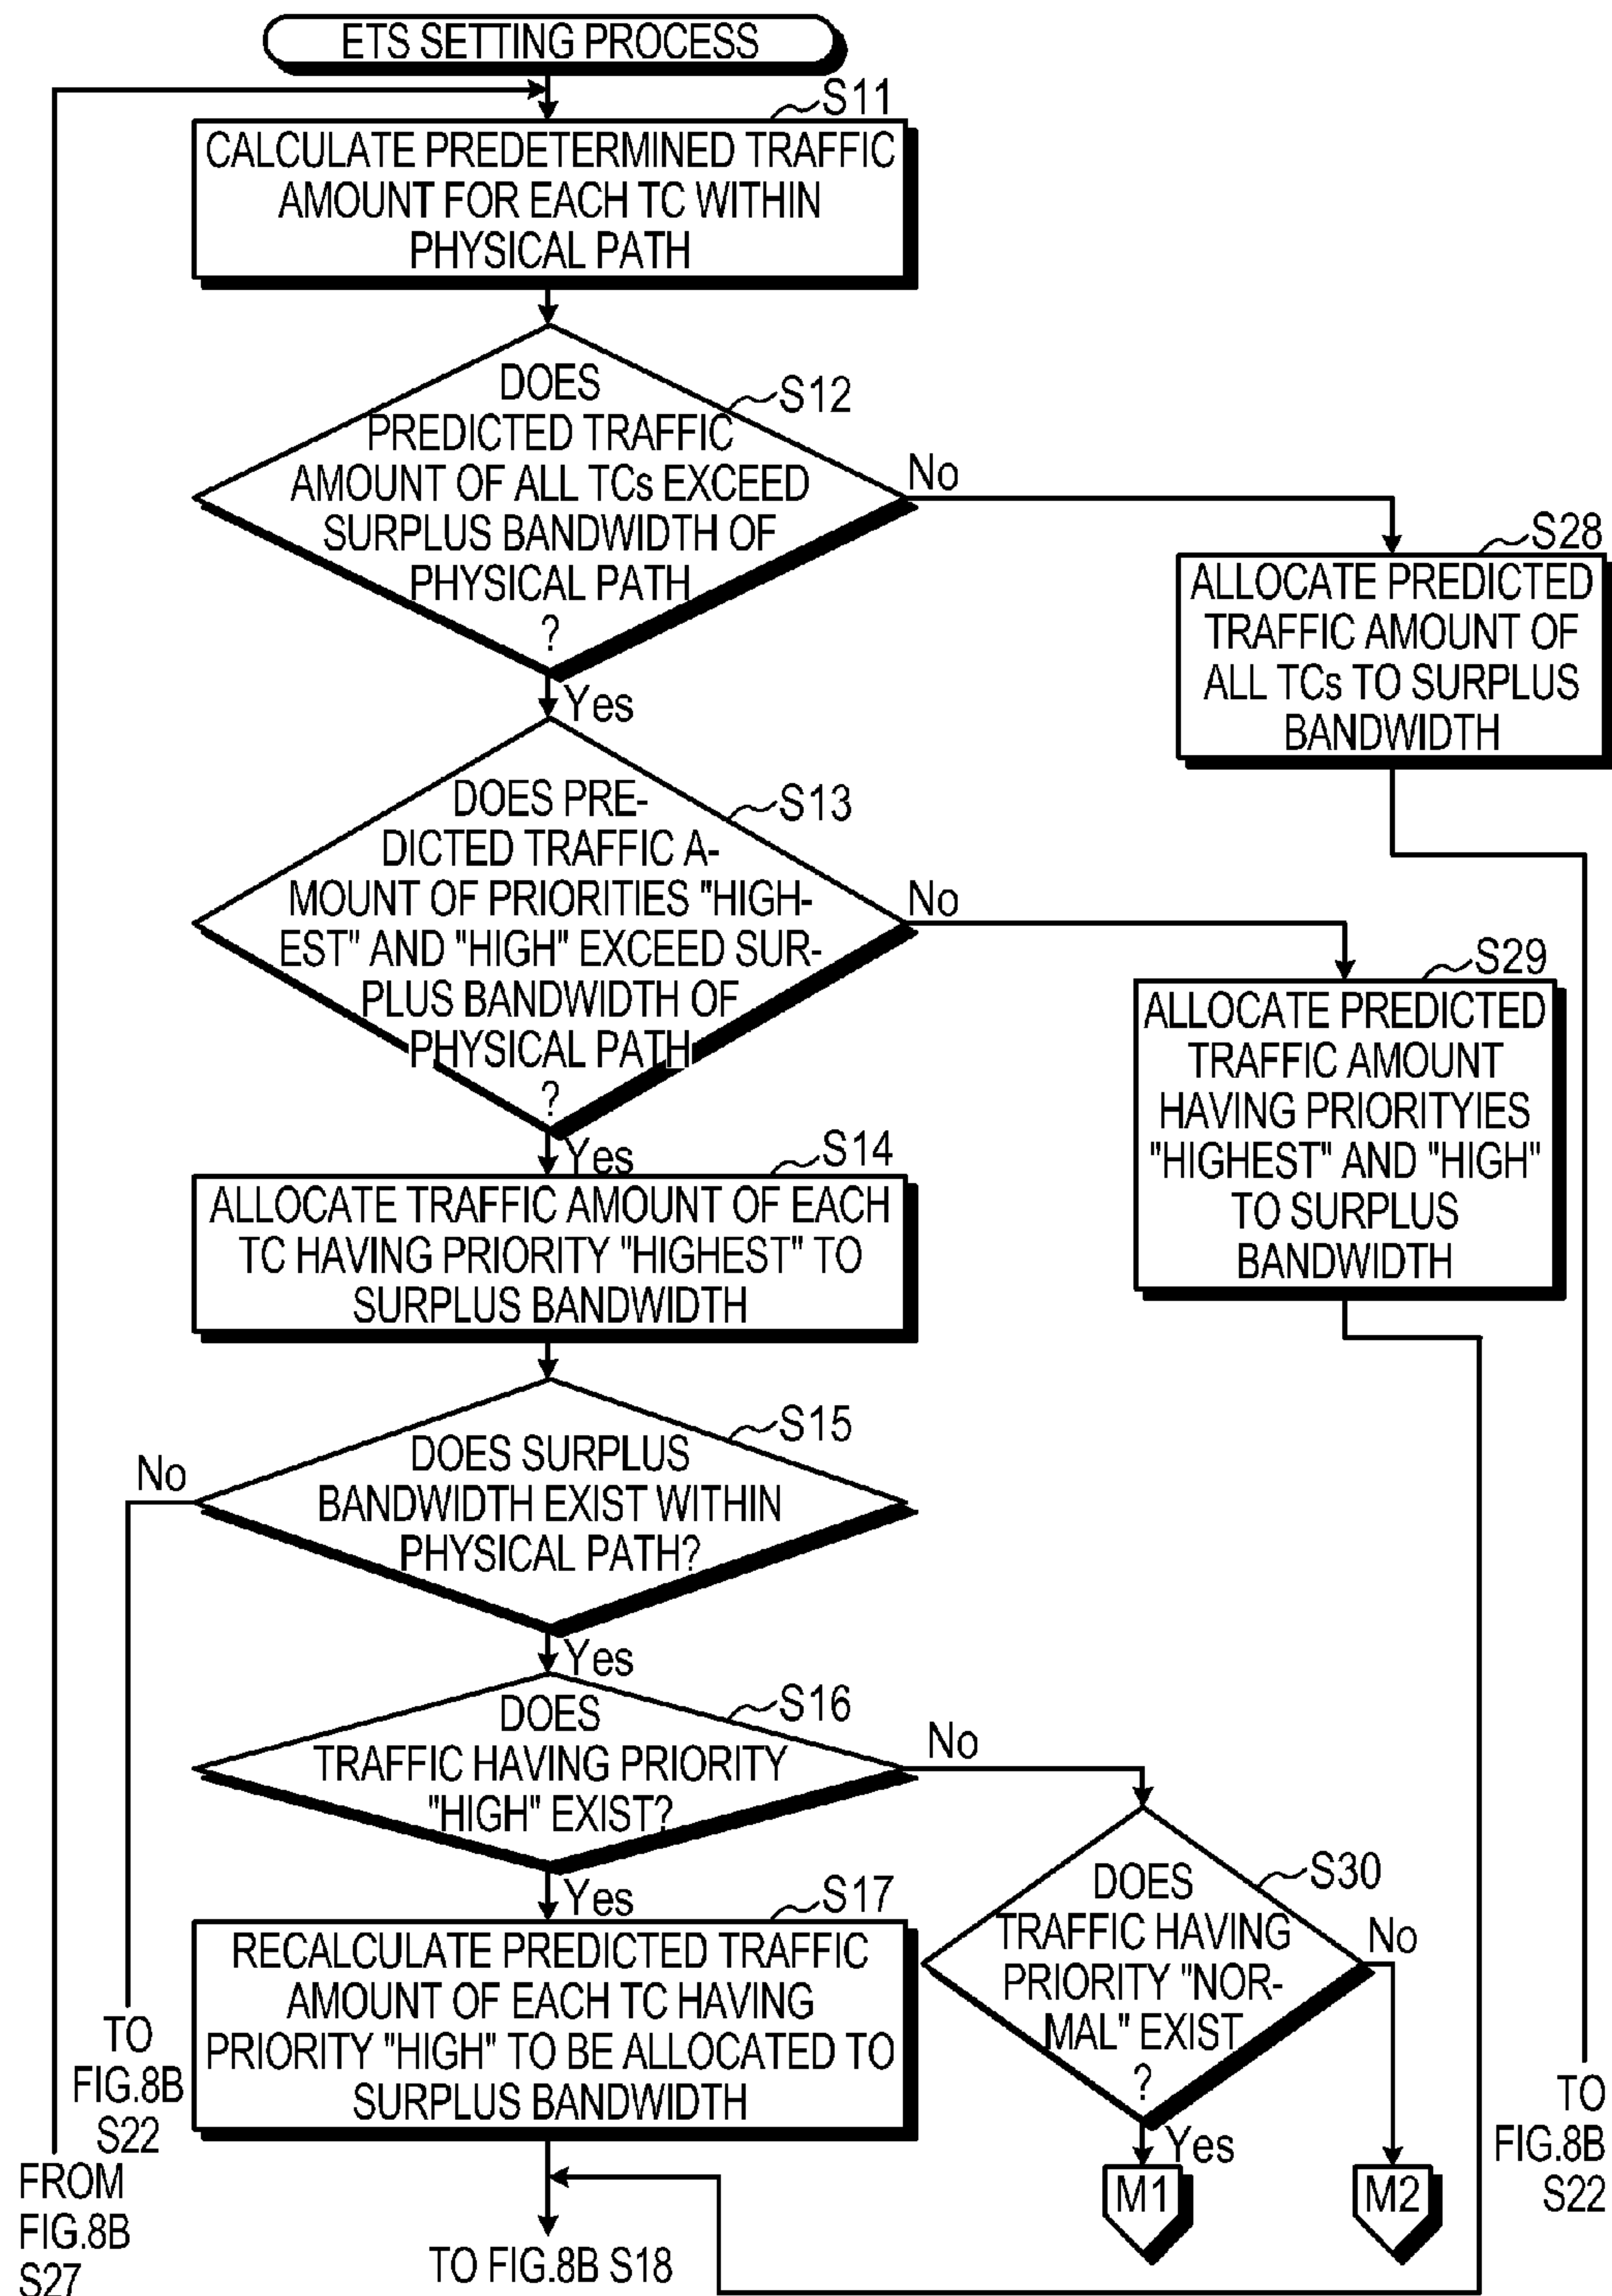 ETS SETTING PROCESS
S11
CALCULATE PREDETERMINED TRAFFIC
AMOUNT FOR EACH TC WITHIN
PHYSICAL PATH
S12
DOES
PREDICTED TRAFFIC
AMOUNT OF ALL TCs EXCEED
SURPLUS BANDWIDTH OF
PHYSICAL PATH
?
No
Yes
S28
ALLOCATE PREDICTED
TRAFFIC AMOUNT OF
ALL TCs TO SURPLUS
BANDWIDTH
S13
DOES PRE-
DICTED TRAFFIC A-
MOUNT OF PRIORITIES "HIGH-
EST" AND "HIGH" EXCEED SUR-
PLUS BANDWIDTH OF
PHYSICAL PATH
?
No
Yes
S29
ALLOCATE PREDICTED
TRAFFIC AMOUNT
HAVING PRIORITYIES
"HIGHEST" AND "HIGH"
TO SURPLUS
BANDWIDTH
S14
ALLOCATE TRAFFIC AMOUNT OF EACH
TC HAVING PRIORITY "HIGHEST" TO
SURPLUS BANDWIDTH
S15
DOES SURPLUS
BANDWIDTH EXIST WITHIN
PHYSICAL PATH?
No
Yes
S16
DOES
TRAFFIC HAVING PRIORITY
"HIGH" EXIST?
No
Yes
S17
RECALCULATE PREDICTED TRAFFIC
AMOUNT OF EACH TC HAVING
PRIORITY "HIGH" TO BE ALLOCATED TO
SURPLUS BANDWIDTH
S30
DOES
TRAFFIC HAVING
PRIORITY "NOR-
MAL" EXIST
?
No
Yes
M1
M2
TO
FIG.8B
S22
TO
FIG.8B
S22
FROM
FIG.8B
S27
TO FIG.8B S18